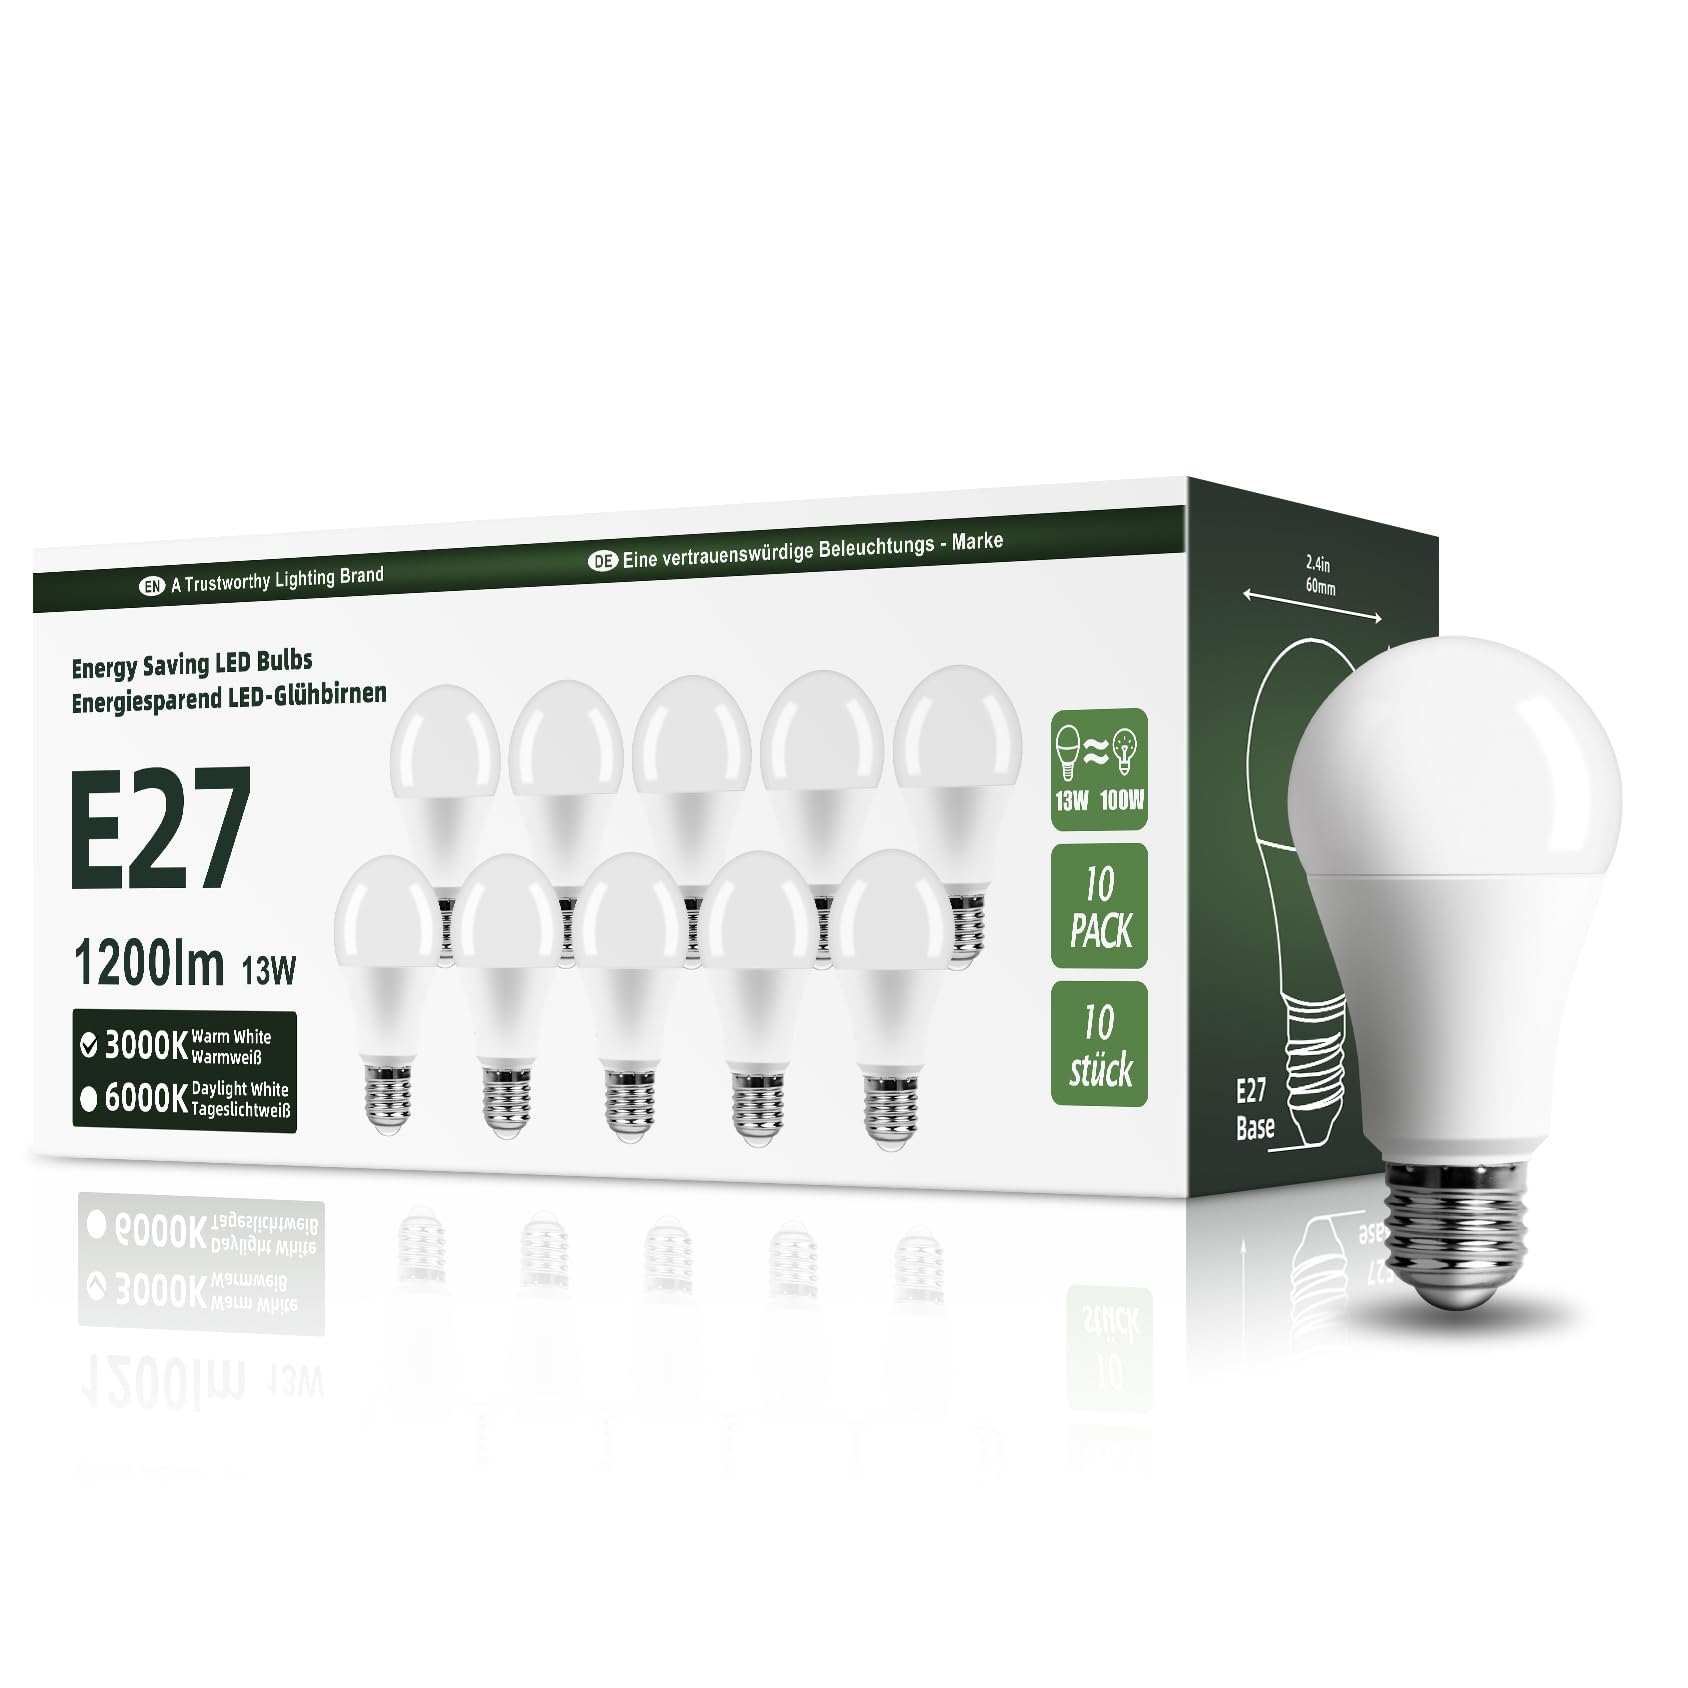 EN A Trustworthy Lighting Brand
DE Eine vertrauenswürdige Beleuchtungs - Marke
Energy Saving LED Bulbs
Energiesparend LED-Glühbirnen
E27
1200lm 13W
3000K Warm White
Warmweiß
6000K Daylight White
Tageslichtweiß
13W 100W
10
PACK
10
stück
2.4in
60mm
E27
Base